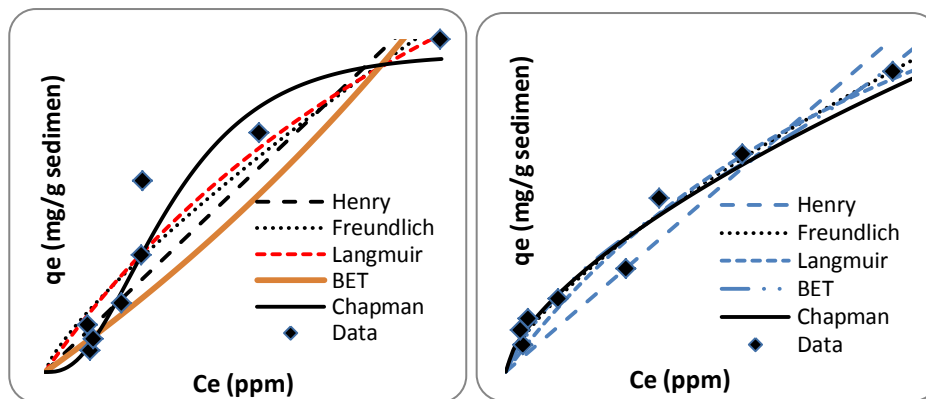 qe (mg/g sedimen)
Henry
Freundlich
Langmuir
BET
Chapman
Data
Ce (ppm)
qe (mg/g sedimen)
Henry
Freundlich
Langmuir
BET
Chapman
Data
Ce (ppm)